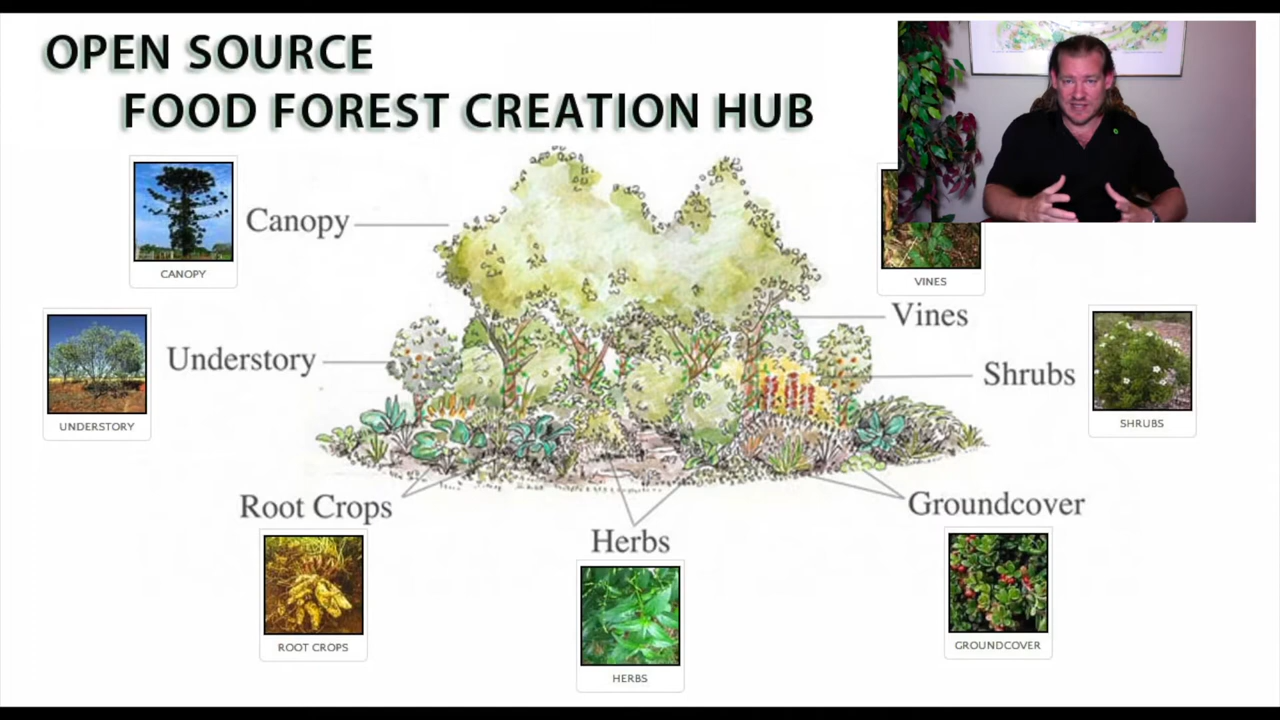 OPEN SOURCE
FOOD FOREST CREATION HUB
CANOPY
Canopy
VINES
Vines
UNDERSTORY
Understory
Shrubs
SHRUBS
Root Crops
ROOT CROPS
Herbs
HERBS
Groundcover
GROUNDCOVER